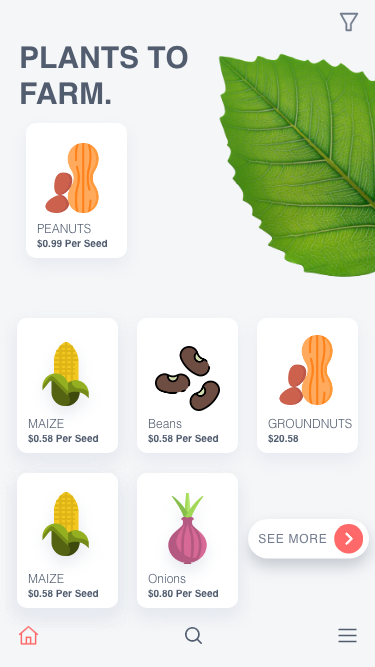 PLANTS TO
FARM.
PEANUTS
$0.99 Per Seed
MAIZE
$0.58 Per Seed
Beans
$0.58 Per Seed
GROUNDNUTS
$20.58
MAIZE
$0.58 Per Seed
Onions
$0.80 Per Seed
SEE MORE